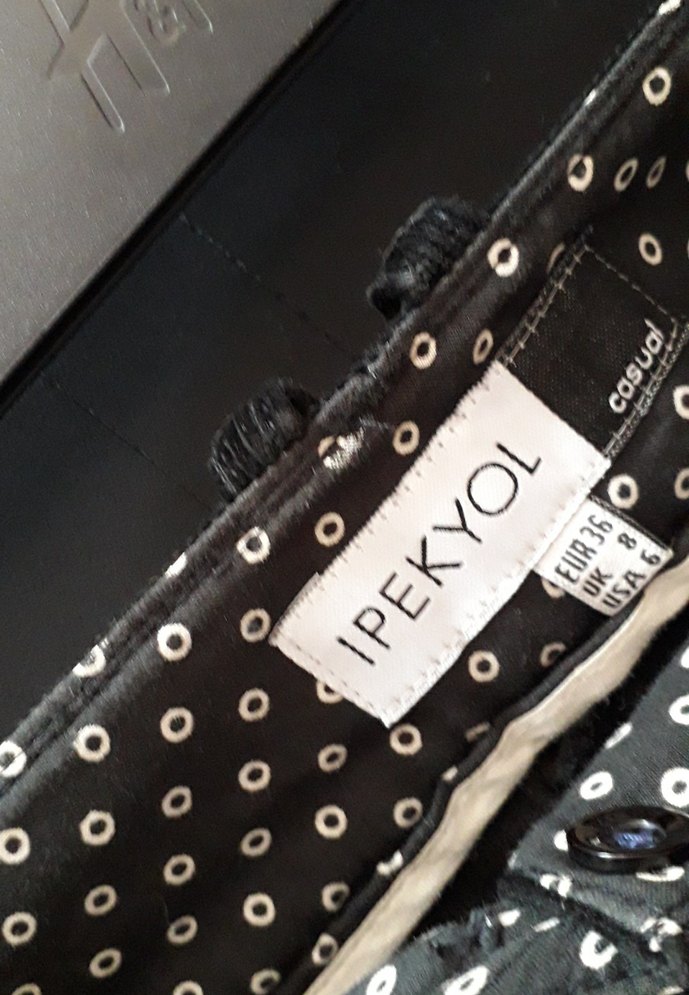 casual
IPEKYOL
EUR 36
UK 8
USA 6